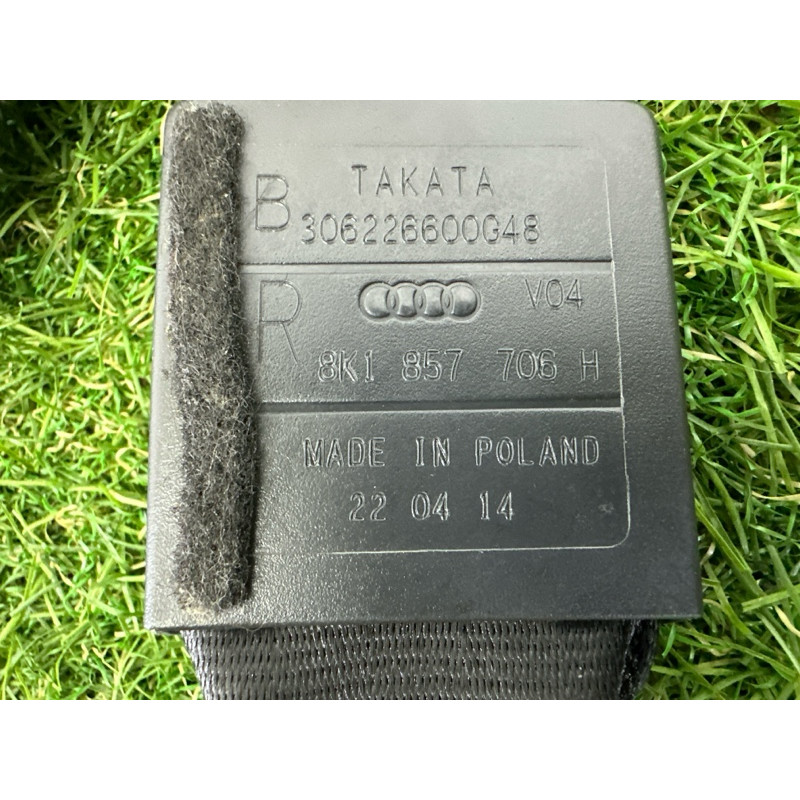 B TAKATA
306226600G48
R V04
8K1 857 706 H
MADE IN POLAND
22 04 14